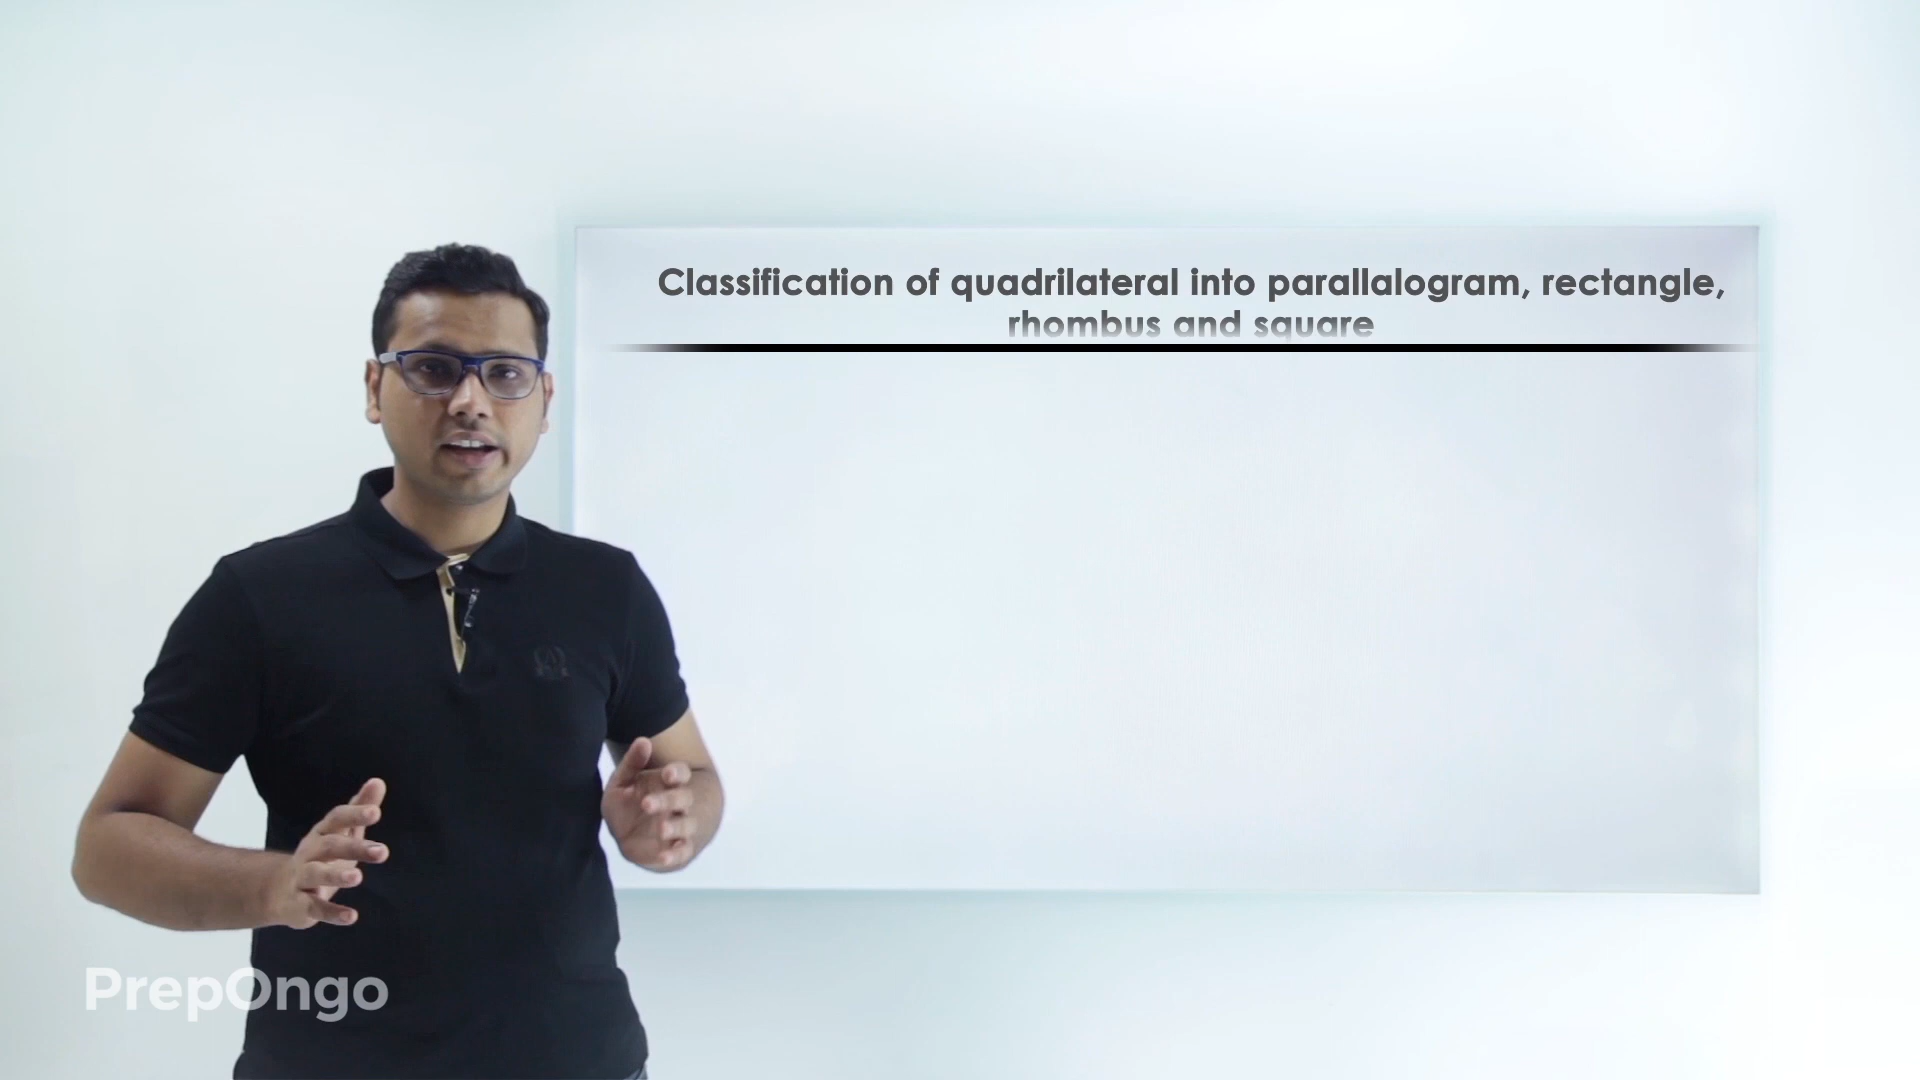 Classification of quadrilateral into parallalogram, rectangle,
rhombus and square
PrepOngo